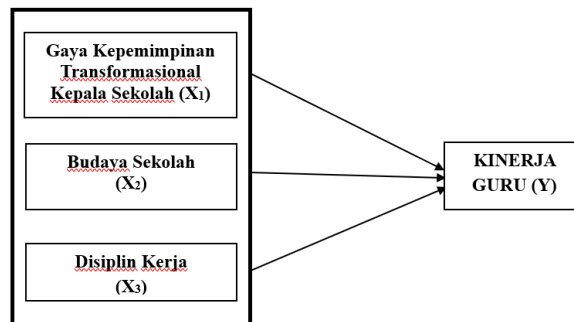 Gaya Kepemimpinan
Transformasional
Kepala Sekolah (X₁)
Budaya Sekolah
(X₂)
Disiplin Kerja
(X₃)
KINERJA
GURU (Y)